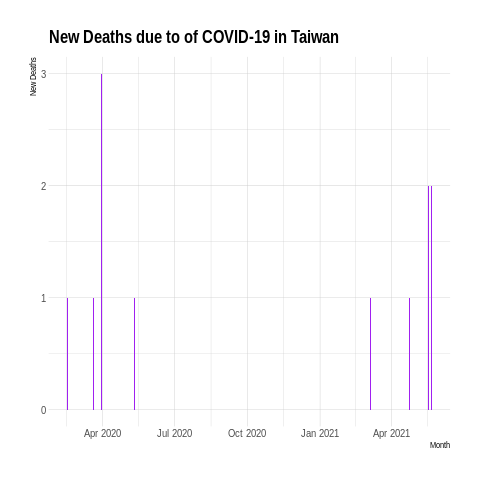 New Deaths due to of COVID-19 in Taiwan
New Deaths
3
2
1
0
Apr 2020 Jul 2020 Oct 2020 Jan 2021 Apr 2021
Month